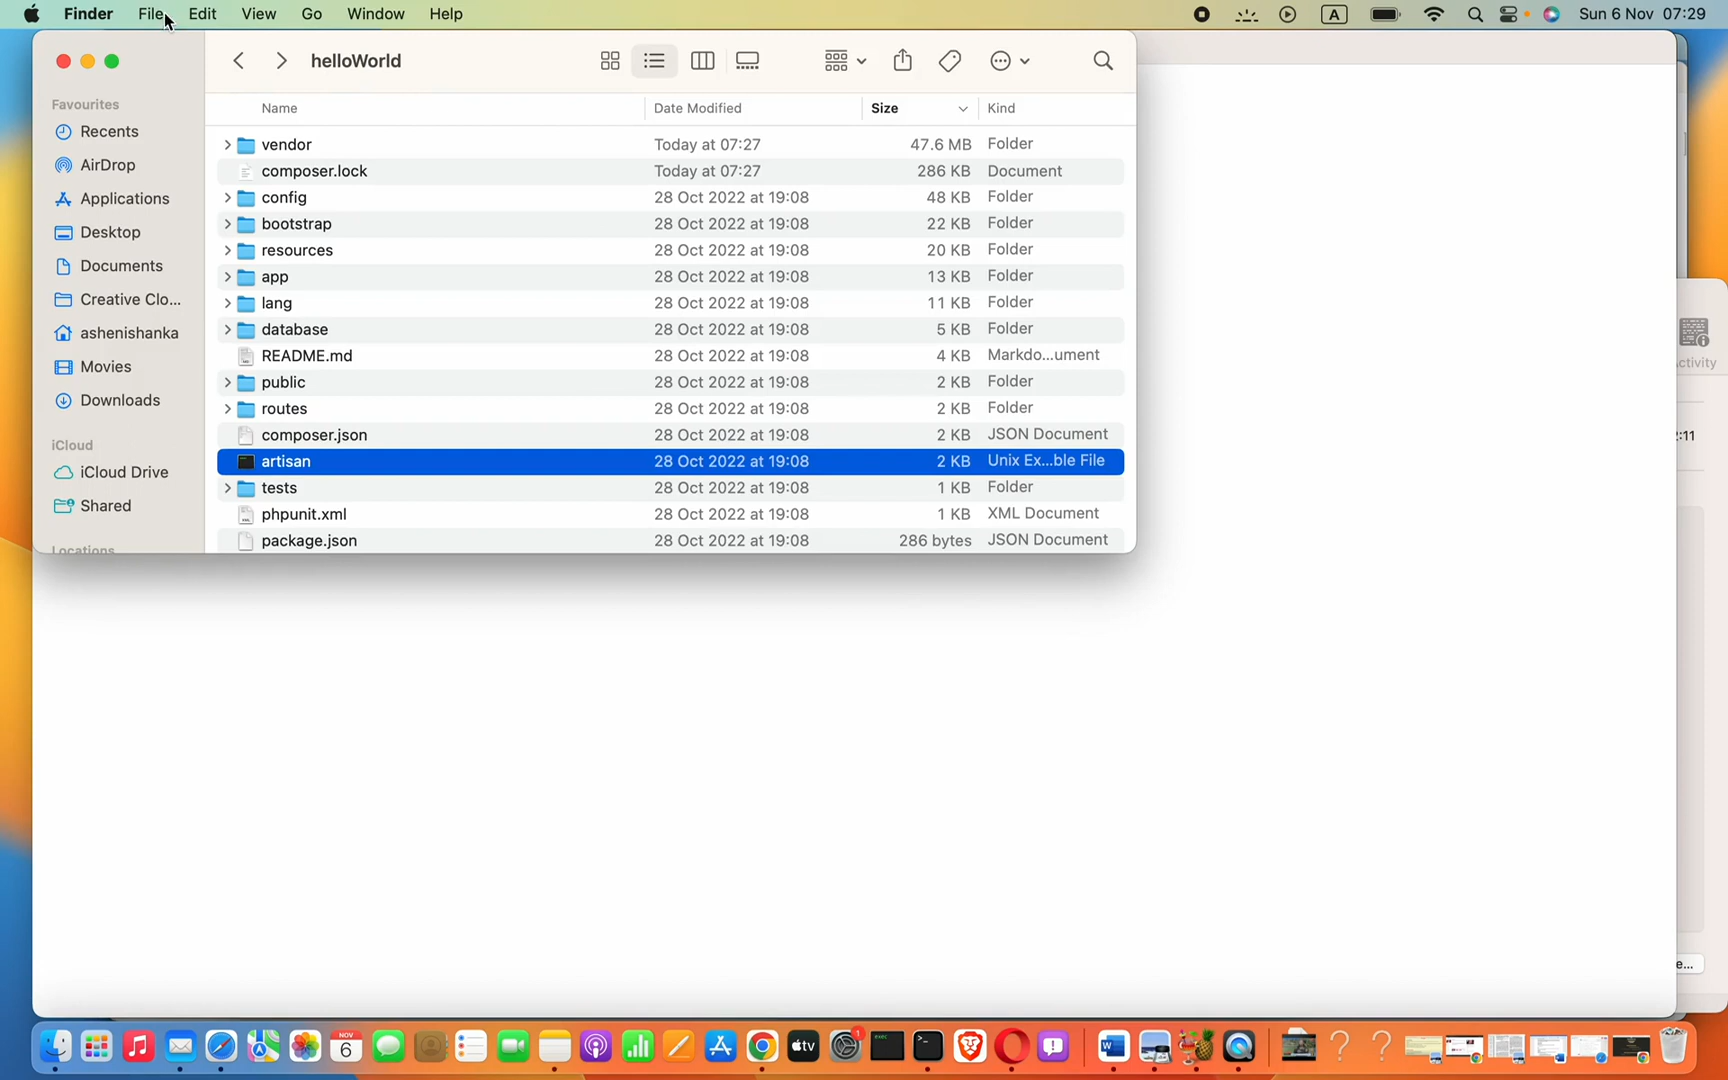 Finder File Edit View Go Window Help A Sun 6 Nov 07:29
helloWorld
Favourites
Recents
AirDrop
Applications
Desktop
Documents
Creative Clo...
ashenishanka
Movies
Downloads
iCloud
iCloud Drive
Shared
Locations
Name Date Modified Size Kind
vendor Today at 07:27 47.6 MB Folder
composer.lock Today at 07:27 286 KB Document
config 28 Oct 2022 at 19:08 48 KB Folder
bootstrap 28 Oct 2022 at 19:08 22 KB Folder
resources 28 Oct 2022 at 19:08 20 KB Folder
app 28 Oct 2022 at 19:08 13 KB Folder
lang 28 Oct 2022 at 19:08 11 KB Folder
database 28 Oct 2022 at 19:08 5 KB Folder
README.md 28 Oct 2022 at 19:08 4 KB Markdo...ument
public 28 Oct 2022 at 19:08 2 KB Folder
routes 28 Oct 2022 at 19:08 2 KB Folder
composer.json 28 Oct 2022 at 19:08 2 KB JSON Document
artisan 28 Oct 2022 at 19:08 2 KB Unix Ex...ble File
tests 28 Oct 2022 at 19:08 1 KB Folder
phpunit.xml 28 Oct 2022 at 19:08 1 KB XML Document
package.json 28 Oct 2022 at 19:08 286 bytes JSON Document
ctivity
:11
e...
NOV
6
tv
1
exec
>_
W